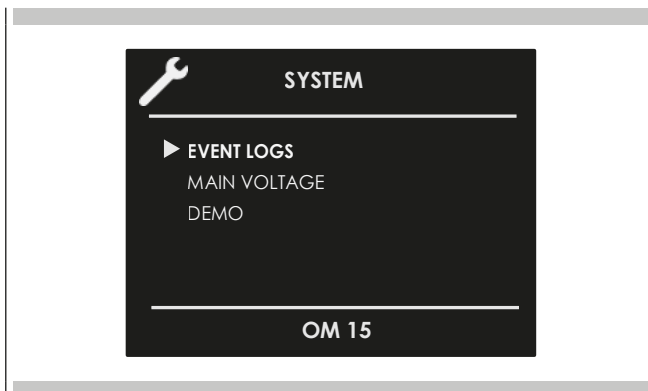 SYSTEM
EVENT LOGS
MAIN VOLTAGE
DEMO
OM 15